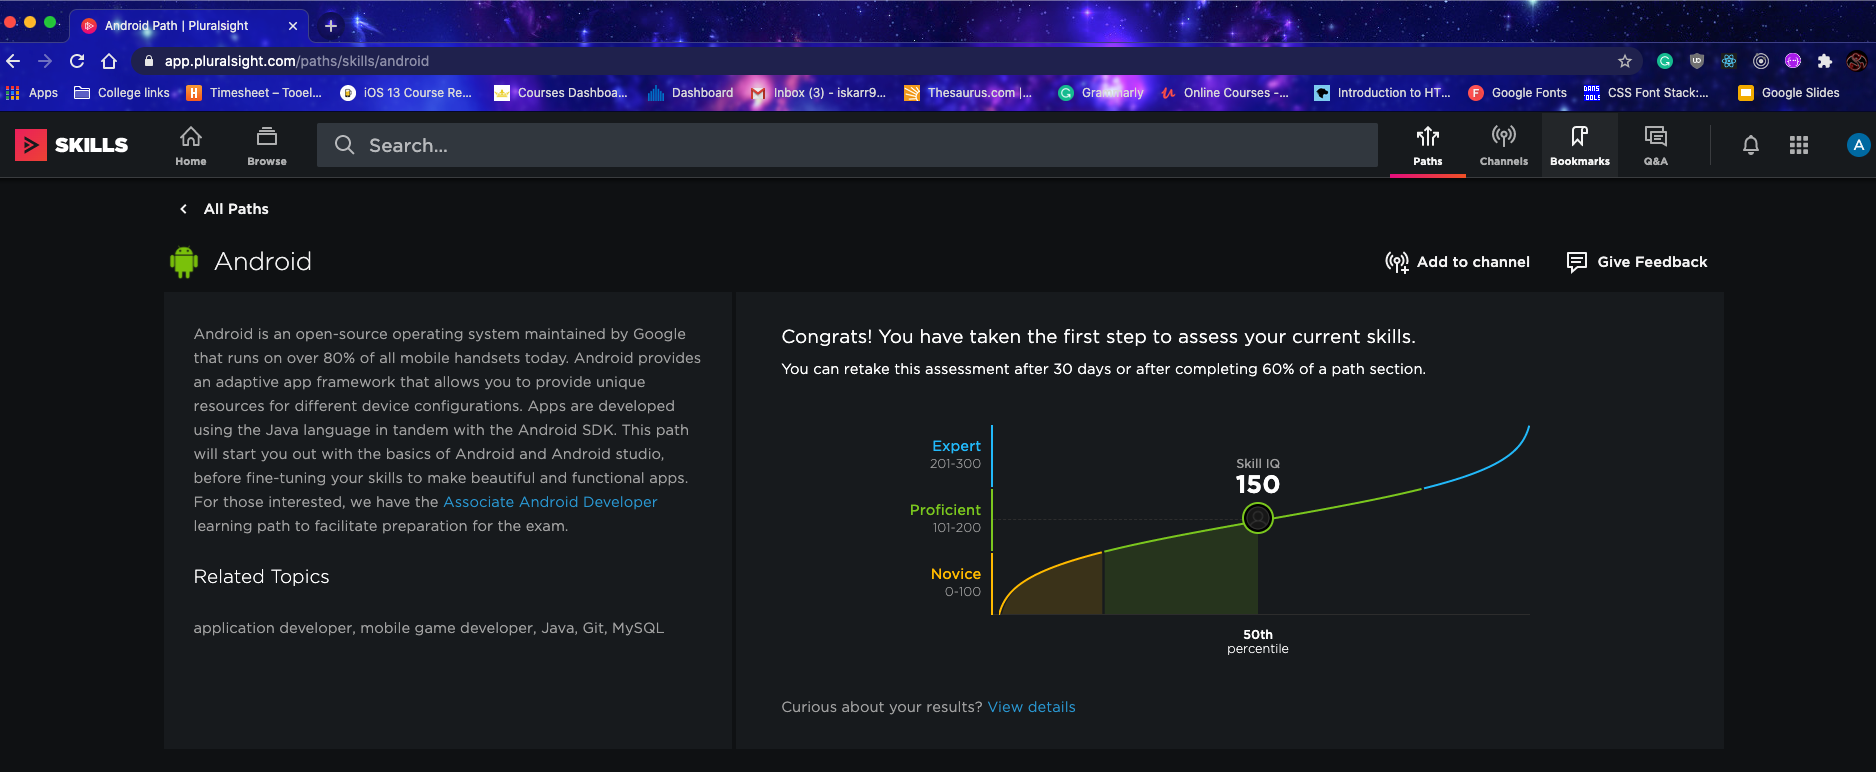 Android Path | Pluralsight
app.pluralsight.com/paths/skills/android
Apps
College links
Timesheet – Tooel...
iOS 13 Course Re...
Courses Dashboa...
Dashboard
Inbox (3) - iskarr9...
Thesaurus.com |...
Grammarly
Online Courses -...
Introduction to HT...
Google Fonts
CSS Font Stack:...
Google Slides
SKILLS
Home
Browse
Search...
Paths
Channels
Bookmarks
Q&A
A
All Paths
Android
Add to channel
Give Feedback
Android is an open-source operating system maintained by Google
that runs on over 80% of all mobile handsets today. Android provides
an adaptive app framework that allows you to provide unique
resources for different device configurations. Apps are developed
using the Java language in tandem with the Android SDK. This path
will start you out with the basics of Android and Android studio,
before fine-tuning your skills to make beautiful and functional apps.
For those interested, we have the Associate Android Developer
learning path to facilitate preparation for the exam.
Related Topics
application developer, mobile game developer, Java, Git, MySQL
Congrats! You have taken the first step to assess your current skills.
You can retake this assessment after 30 days or after completing 60% of a path section.
Expert
201-300
Proficient
101-200
Novice
0-100
Skill IQ
150
50th
percentile
Curious about your results? View details